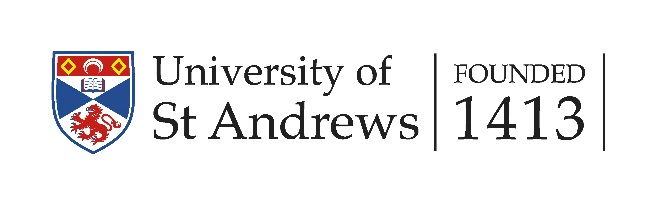 University of
St Andrews
FOUNDED
1413